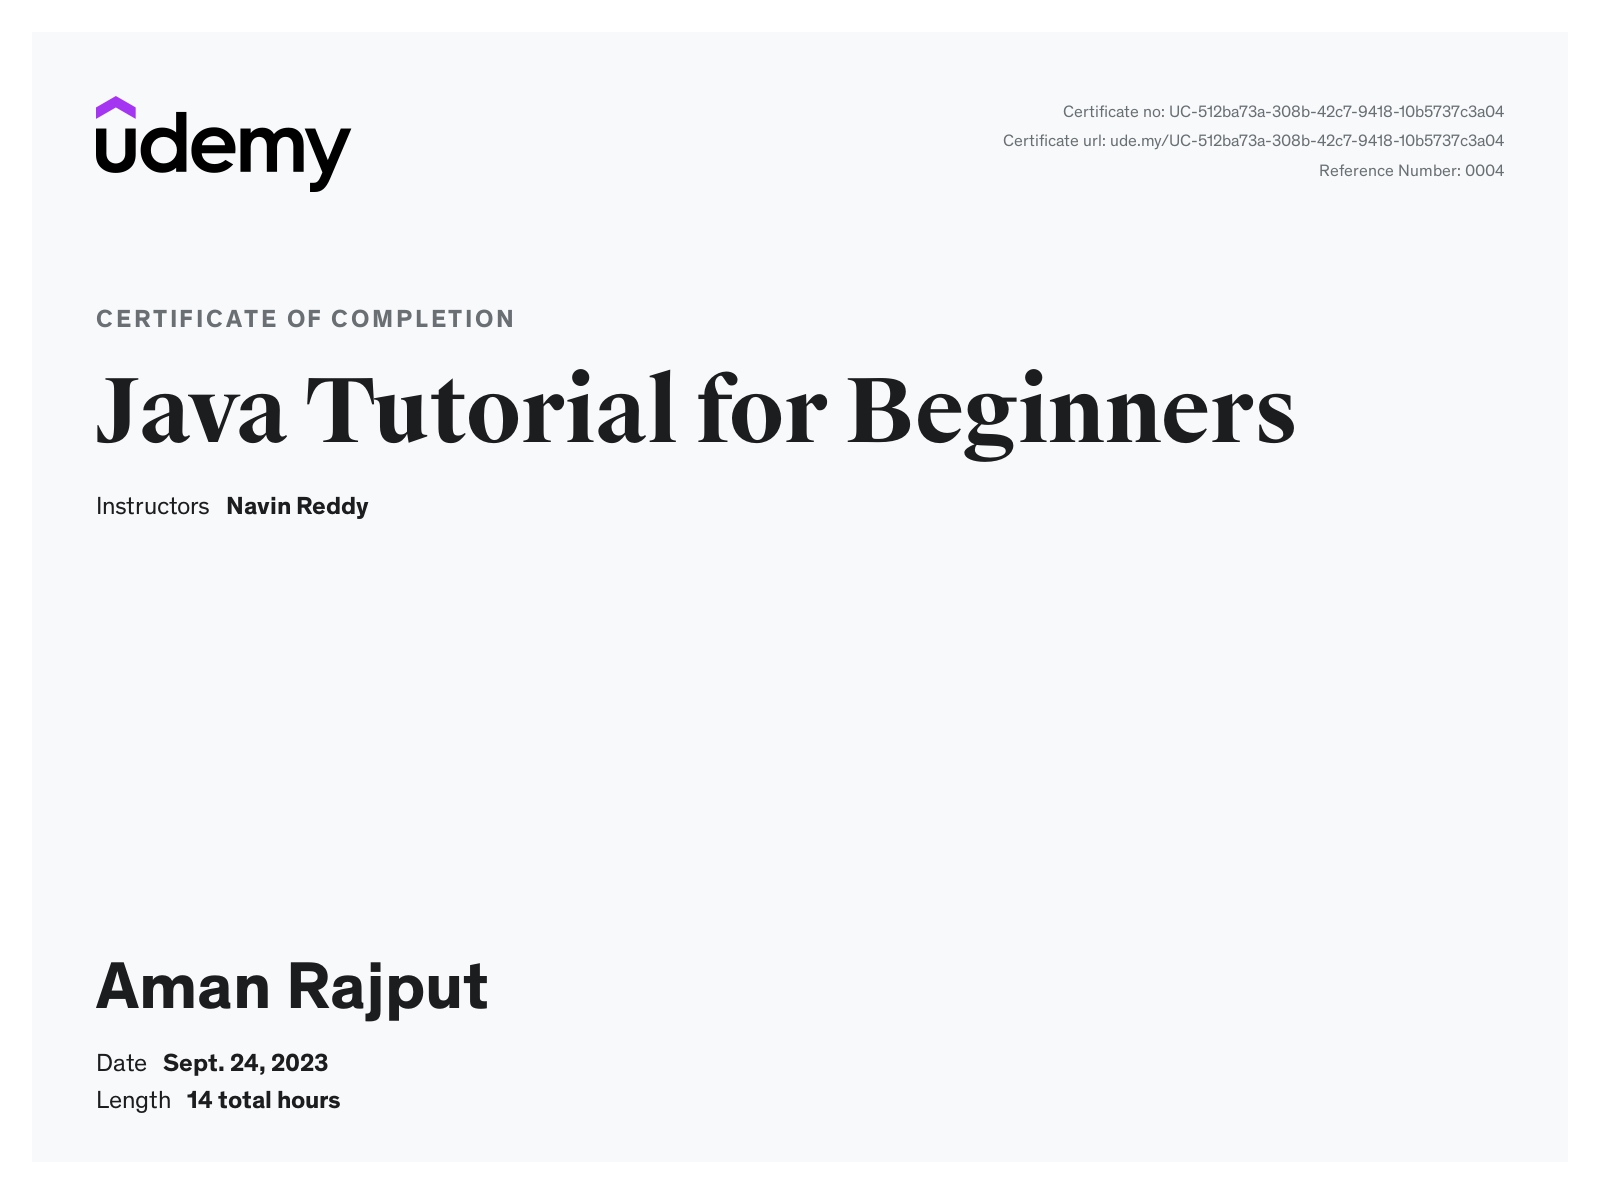 udemy
Certificate no: UC-512ba73a-308b-42c7-9418-10b5737c3a04
Certificate url: ude.my/UC-512ba73a-308b-42c7-9418-10b5737c3a04
Reference Number: 0004
CERTIFICATE OF COMPLETION
Java Tutorial for Beginners
Instructors Navin Reddy
Aman Rajput
Date Sept. 24, 2023
Length 14 total hours